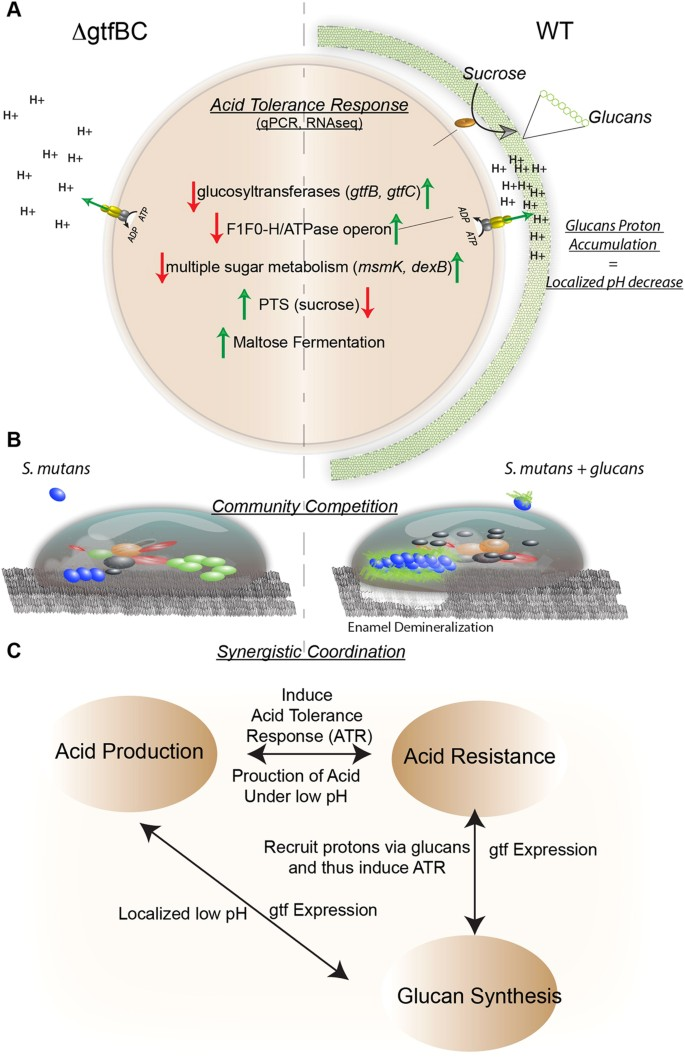 A
ΔgtfBC
WT
Sucrose
Glucans
Acid Tolerance Response
(qPCR, RNAseq)
H+
H+
H+
H+
H+
H+
H+
H+
H+
ADP
ATP
glucosyltransferases (gtfB, gtfC)
F1F0-H/ATPase operon
multiple sugar metabolism (msmK, dexB)
PTS (sucrose)
Maltose Fermentation
ADP
ATP
H+
H+
H+
H+
H+
H+
H+
H+
H+
H+
H+
H+
Glucans Proton
Accumulation
=
Localized pH decrease
B
S. mutans
S. mutans + glucans
Community Competition
Enamel Demineralization
C
Synergistic Coordination
Induce
Acid Tolerance
Response (ATR)
Acid Production
Acid Resistance
Prouction of Acid
Under low pH
Recruit protons via glucans
and thus induce ATR
gtf Expression
Localized low pH
gtf Expression
Glucan Synthesis